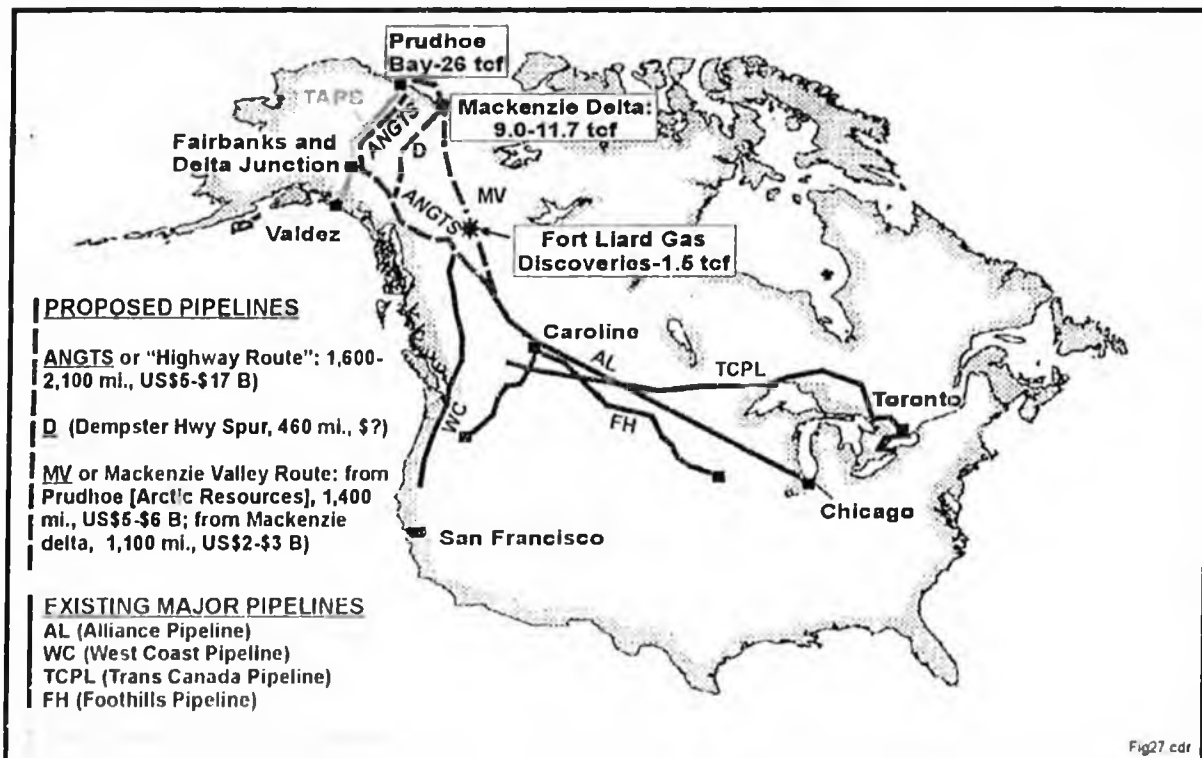 Prudhoe
Bay-26 tcf
TAPS
Mackenzie Delta:
9.0-11.7 tcf
ANGTS
Fairbanks and
Delta Junction
D
MV
ANGTS
Valdez
Fort Liard Gas
Discoveries-1.5 tcf
PROPOSED PIPELINES
ANGTS or "Highway Route": 1,600-
2,100 mi., US$5-$17 B)
D (Dempster Hwy Spur, 460 mi., $?)
MV or Mackenzie Valley Route: from
Prudhoe [Arctic Resources], 1,400
mi., US$5-$6 B; from Mackenzie
delta, 1,100 mi., US$2-$3 B)
Caroline
AL
TCPL
Toronto
WC
FH
Chicago
San Francisco
EXISTING MAJOR PIPELINES
AL (Alliance Pipeline)
WC (West Coast Pipeline)
TCPL (Trans Canada Pipeline)
FH (Foothills Pipeline)
Fig27 cdr